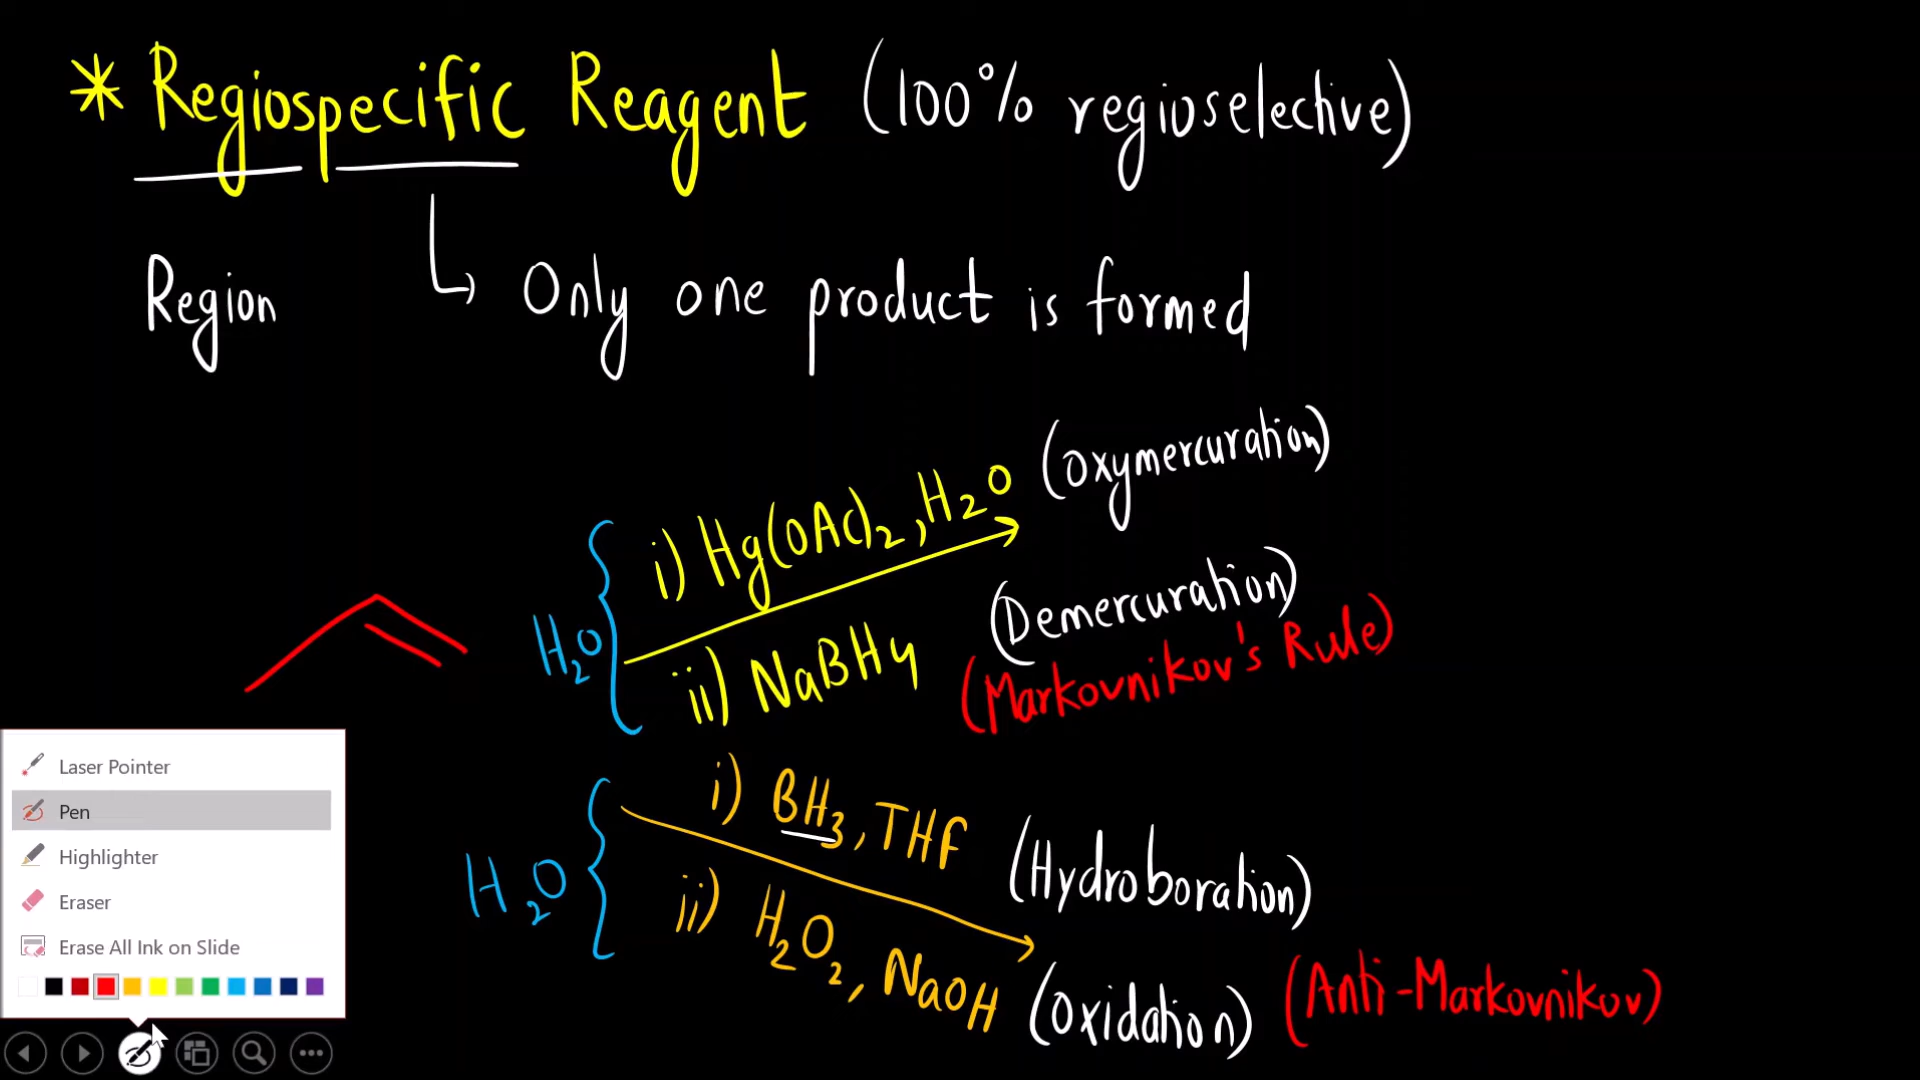 * Regiospecific Reagent (100% regioselective)
Region
Only one product is formed
i) Hg(OAc)2, H2O (Oxymercuration)
H2O
ii) NaBH4 (Demercuration)
(Markovnikov's Rule)
i) BH3, THF (Hydroboration)
H2O
ii) H2O2, NaOH (Oxidation) (Anti-Markovnikov)
Laser Pointer
Pen
Highlighter
Eraser
Erase All Ink on Slide